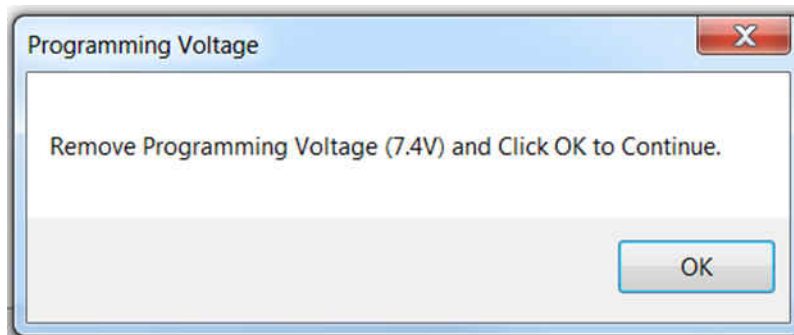 Programming Voltage
Remove Programming Voltage (7.4V) and Click OK to Continue.
OK